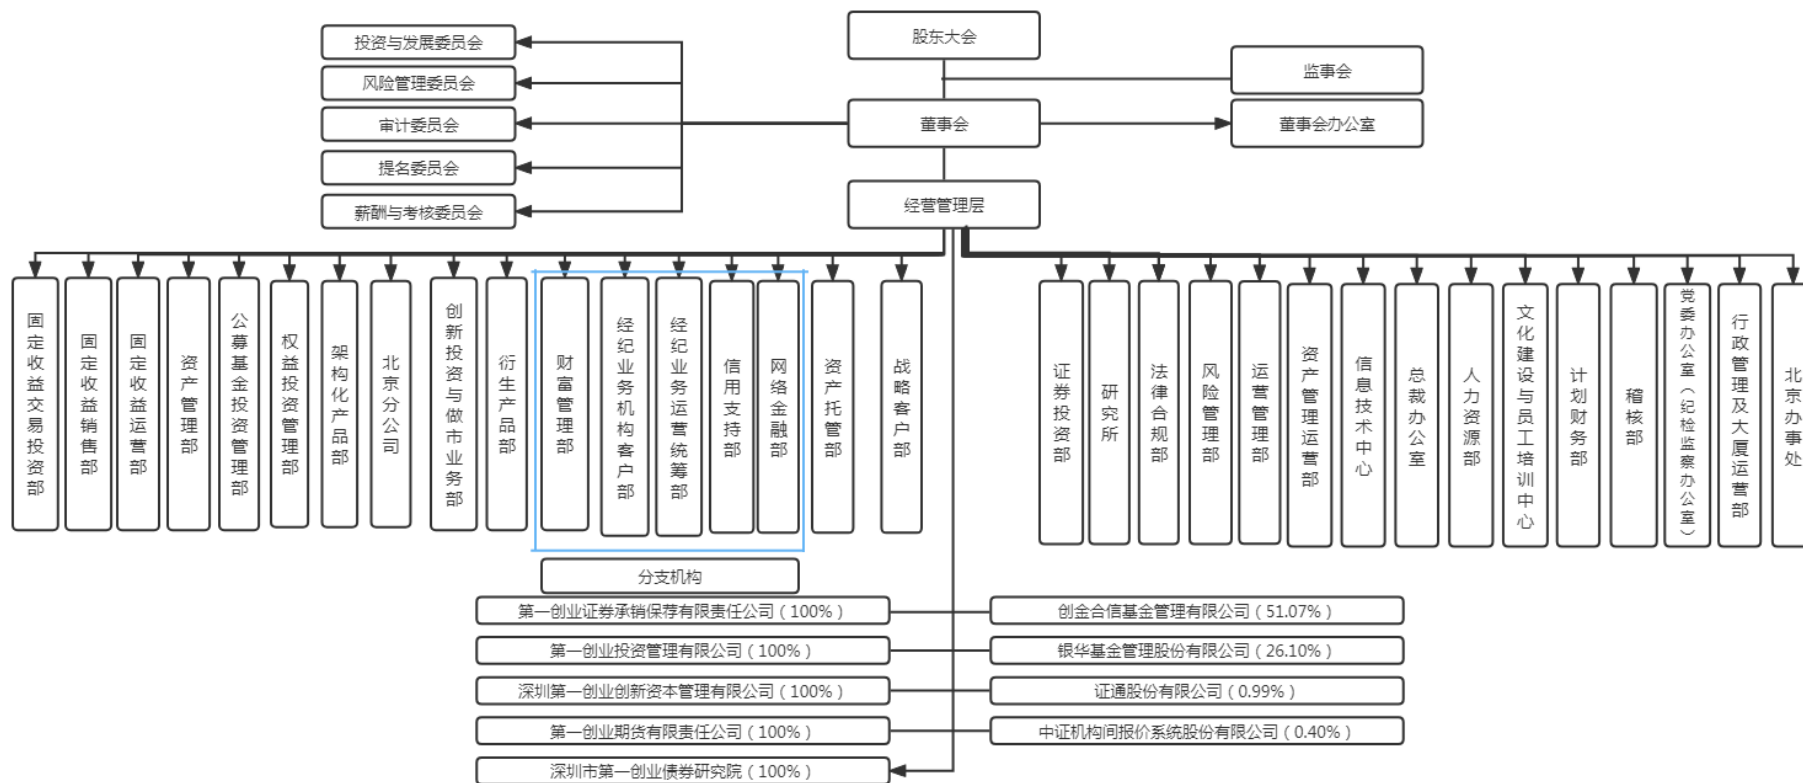 股东大会
投资与发展委员会
监事会
风险管理委员会
审计委员会
董事会
董事会办公室
提名委员会
薪酬与考核委员会
经营管理层
固定收益交易投资部
固定收益销售部
固定收益运营部
资产管理部
公募基金投资管理部
权益投资管理部
架构化产品部
北京分公司
创新投资与做市业务部
衍生产品部
财富管理部
经纪业务机构客户部
经纪业务运营统筹部
信用支持部
网络金融部
资产托管部
战略客户部
证券投资部
研究所
法律合规部
风险管理部
运营管理部
资产管理运营部
信息技术中心
总裁办公室
人力资源部
文化建设与员工培训中心
计划财务部
稽核部
党委办公室（纪检监察办公室）
行政管理及大厦运营部
北京办事处
分支机构
第一创业证券承销保荐有限责任公司（100%）
创金合信基金管理有限公司（51.07%）
第一创业投资管理有限公司（100%）
银华基金管理股份有限公司（26.10%）
深圳第一创业创新资本管理有限公司（100%）
证通股份有限公司（0.99%）
第一创业期货有限责任公司（100%）
中证机构间报价系统股份有限公司（0.40%）
深圳市第一创业债券研究院（100%）